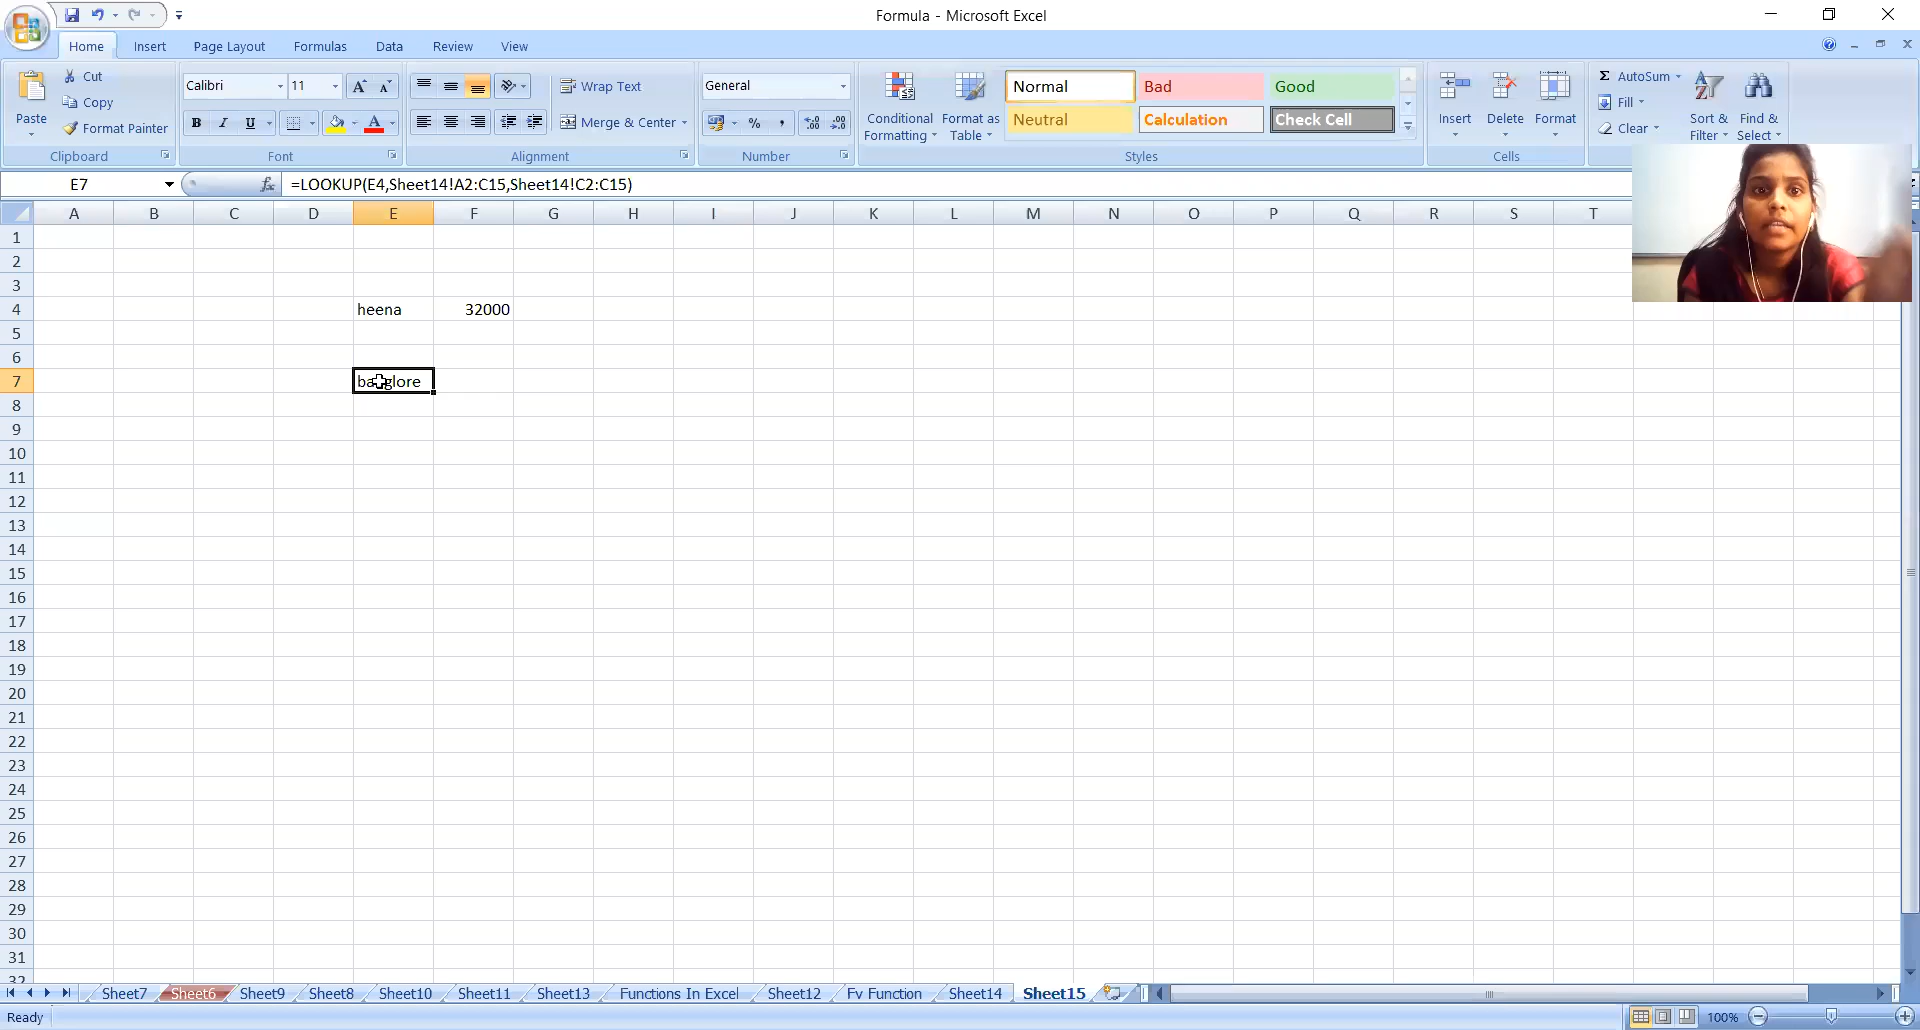 Formula - Microsoft Excel
Home Insert Page Layout Formulas Data Review View
Paste
Cut
Copy
Format Painter
Clipboard
Calibri 11
B I U
Font
Wrap Text
Merge & Center
Alignment
General
%
Number
Conditional Formatting
Format as Table
Normal Bad Good
Neutral Calculation Check Cell
Styles
Insert Delete Format
Cells
AutoSum
Fill
Clear
Sort & Filter
Find & Select
E7 fx =LOOKUP(E4,Sheet14!A2:C15,Sheet14!C2:C15)
A B C D E F G H I J K L M N O P Q R S T
1
2
3
4 heena 32000
5
6
7 banglore
8
9
10
11
12
13
14
15
16
17
18
19
20
21
22
23
24
25
26
27
28
29
30
31
32
Sheet7 Sheet6 Sheet9 Sheet8 Sheet10 Sheet11 Sheet13 Functions In Excel Sheet12 Fv Function Sheet14 Sheet15
Ready 100%